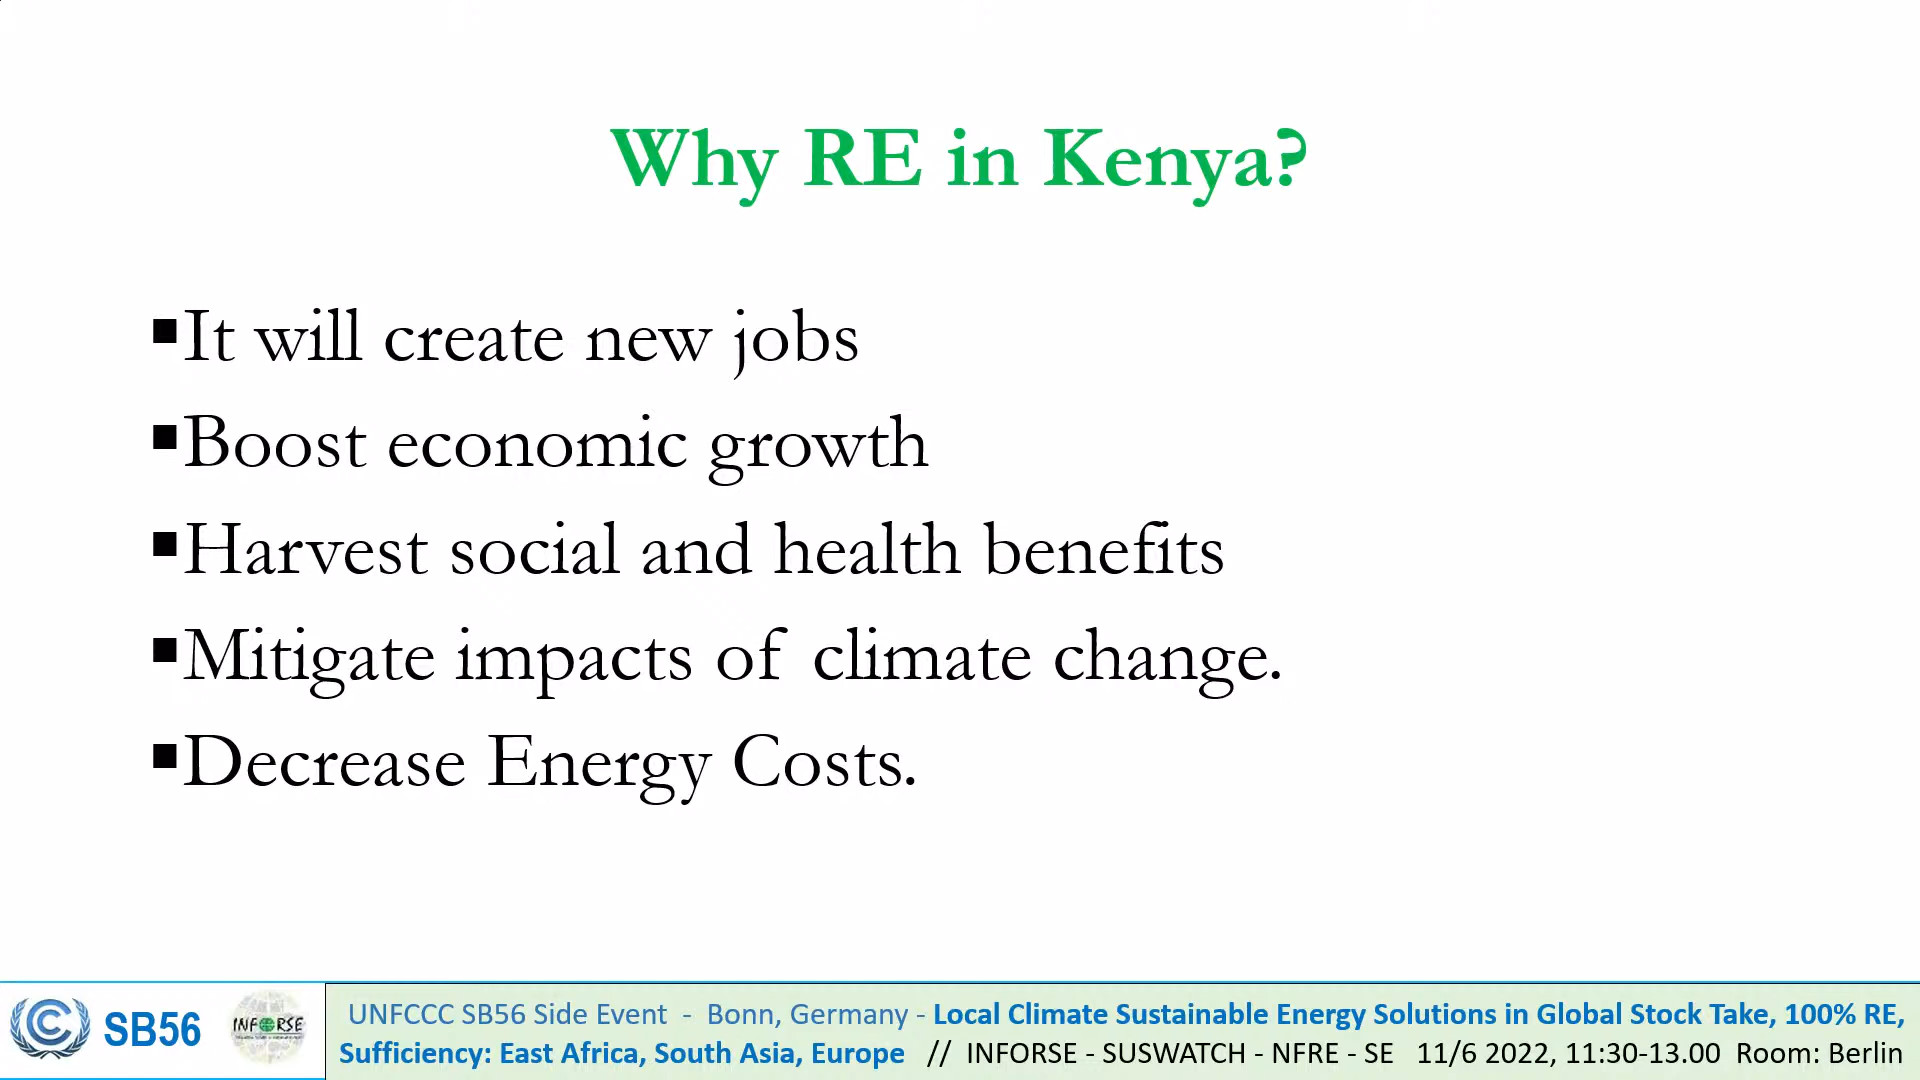 Why RE in Kenya?
▪It will create new jobs
▪Boost economic growth
▪Harvest social and health benefits
▪Mitigate impacts of climate change.
▪Decrease Energy Costs.
SB56
INFORSE
UNFCCC SB56 Side Event - Bonn, Germany - Local Climate Sustainable Energy Solutions in Global Stock Take, 100% RE,
Sufficiency: East Africa, South Asia, Europe // INFORSE - SUSWATCH - NFRE - SE 11/6 2022, 11:30-13.00 Room: Berlin